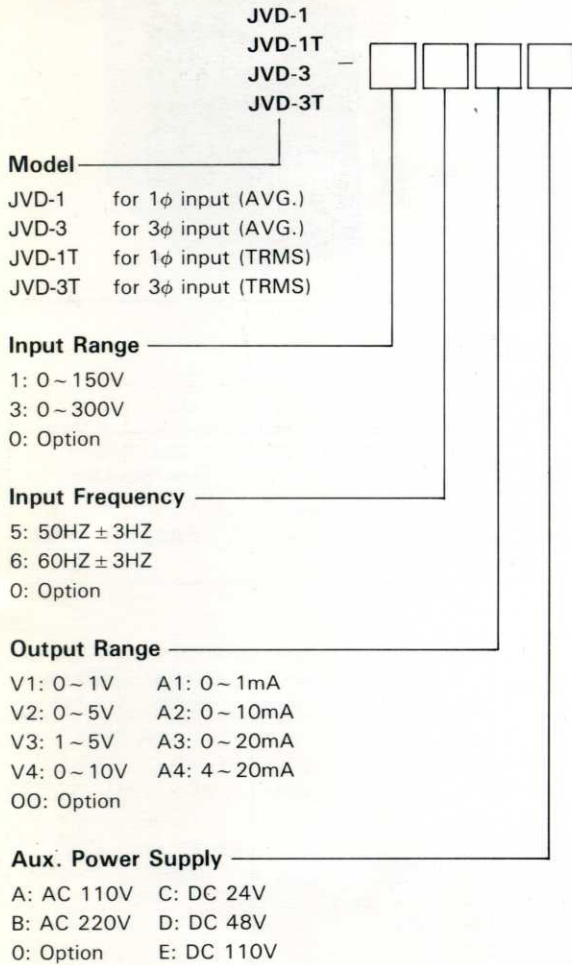 JVD-1
JVD-1T
JVD-3
JVD-3T
–
Model
JVD-1 for 1ϕ input (AVG.)
JVD-3 for 3ϕ input (AVG.)
JVD-1T for 1ϕ input (TRMS)
JVD-3T for 3ϕ input (TRMS)
Input Range
1: 0~150V
3: 0~300V
0: Option
Input Frequency
5: 50HZ±3HZ
6: 60HZ±3HZ
0: Option
Output Range
V1: 0~1V A1: 0~1mA
V2: 0~5V A2: 0~10mA
V3: 1~5V A3: 0~20mA
V4: 0~10V A4: 4~20mA
OO: Option
Aux. Power Supply
A: AC 110V C: DC 24V
B: AC 220V D: DC 48V
0: Option E: DC 110V